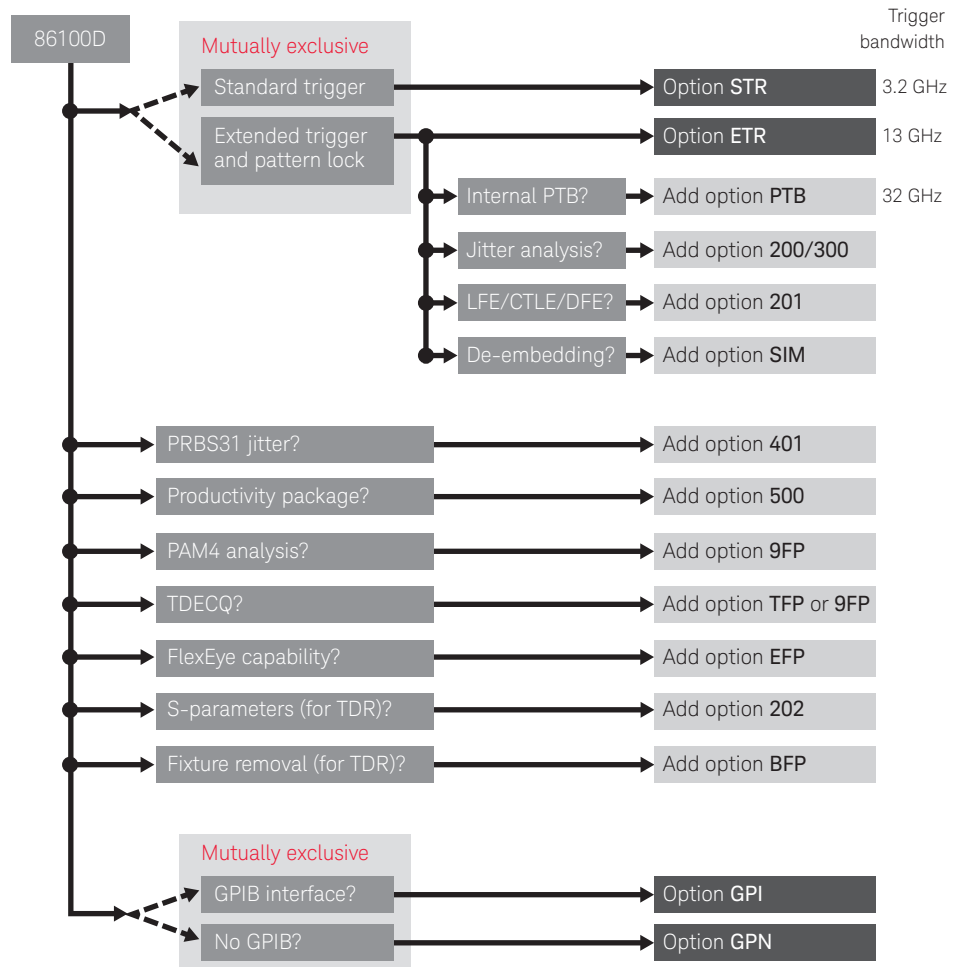 Trigger
bandwidth
86100D
Mutually exclusive
Standard trigger
Option STR
3.2 GHz
Extended trigger
and pattern lock
Option ETR
13 GHz
Internal PTB?
Add option PTB
32 GHz
Jitter analysis?
Add option 200/300
LFE/CTLE/DFE?
Add option 201
De-embedding?
Add option SIM
PRBS31 jitter?
Add option 401
Productivity package?
Add option 500
PAM4 analysis?
Add option 9FP
TDECQ?
Add option TFP or 9FP
FlexEye capability?
Add option EFP
S-parameters (for TDR)?
Add option 202
Fixture removal (for TDR)?
Add option BFP
Mutually exclusive
GPIB interface?
Option GPI
No GPIB?
Option GPN